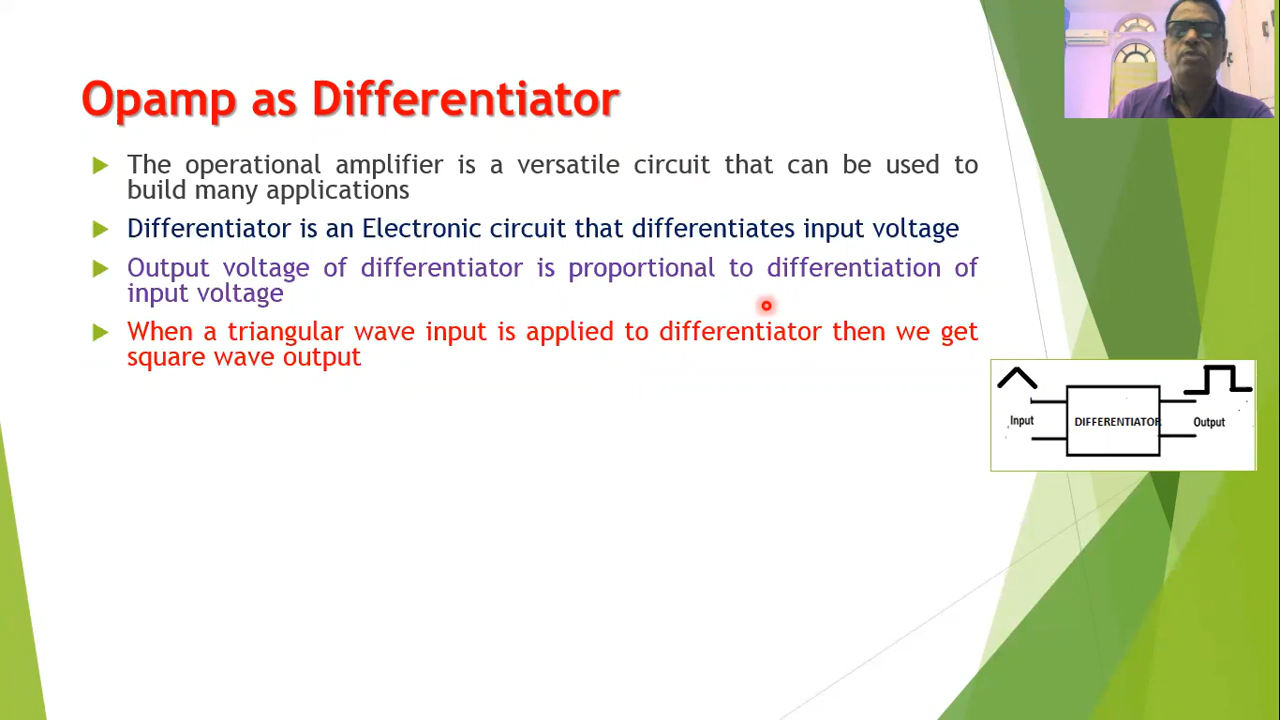 Opamp as Differentiator
The operational amplifier is a versatile circuit that can be used to
build many applications
Differentiator is an Electronic circuit that differentiates input voltage
Output voltage of differentiator is proportional to differentiation of
input voltage
When a triangular wave input is applied to differentiator then we get
square wave output
Input
DIFFERENTIATOR
Output